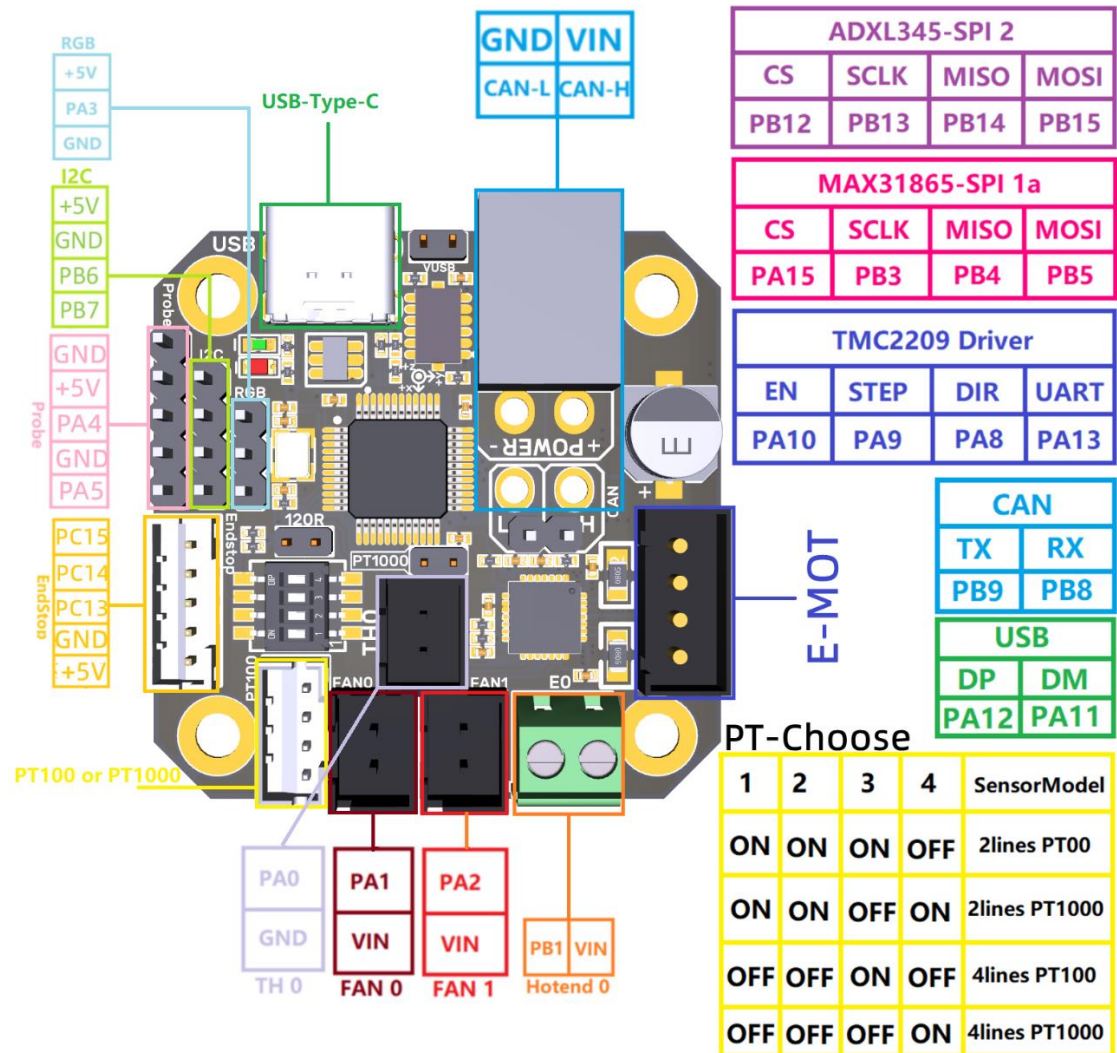 RGB
+5V
PA3
GND
I2C
+5V
GND
PB6
PB7
GND
+5V
PA4
GND
PA5
Probe
PC15
PC14
PC13
GND
+5V
EndStop
PT100 or PT1000
USB-Type-C
GND VIN
CAN-L CAN-H
USB
VUSB
Probe
I2C
RGB
+x
+POWER-
CAN
L
H
E
+
Endstop
120R
PT1000
DIP
4
3
2
1
ON
TH0
PT100
FAN0
FAN1
E0
PA0
GND
TH 0
PA1
VIN
FAN 0
PA2
VIN
FAN 1
PB1 VIN
Hotend 0
E-MOT
ADXL345-SPI 2
CS SCLK MISO MOSI
PB12 PB13 PB14 PB15
MAX31865-SPI 1a
CS SCLK MISO MOSI
PA15 PB3 PB4 PB5
TMC2209 Driver
EN STEP DIR UART
PA10 PA9 PA8 PA13
CAN
TX RX
PB9 PB8
USB
DP DM
PA12 PA11
PT-Choose
1 2 3 4 SensorModel
ON ON ON OFF 2lines PT00
ON ON OFF ON 2lines PT1000
OFF OFF ON OFF 4lines PT100
OFF OFF OFF ON 4lines PT1000